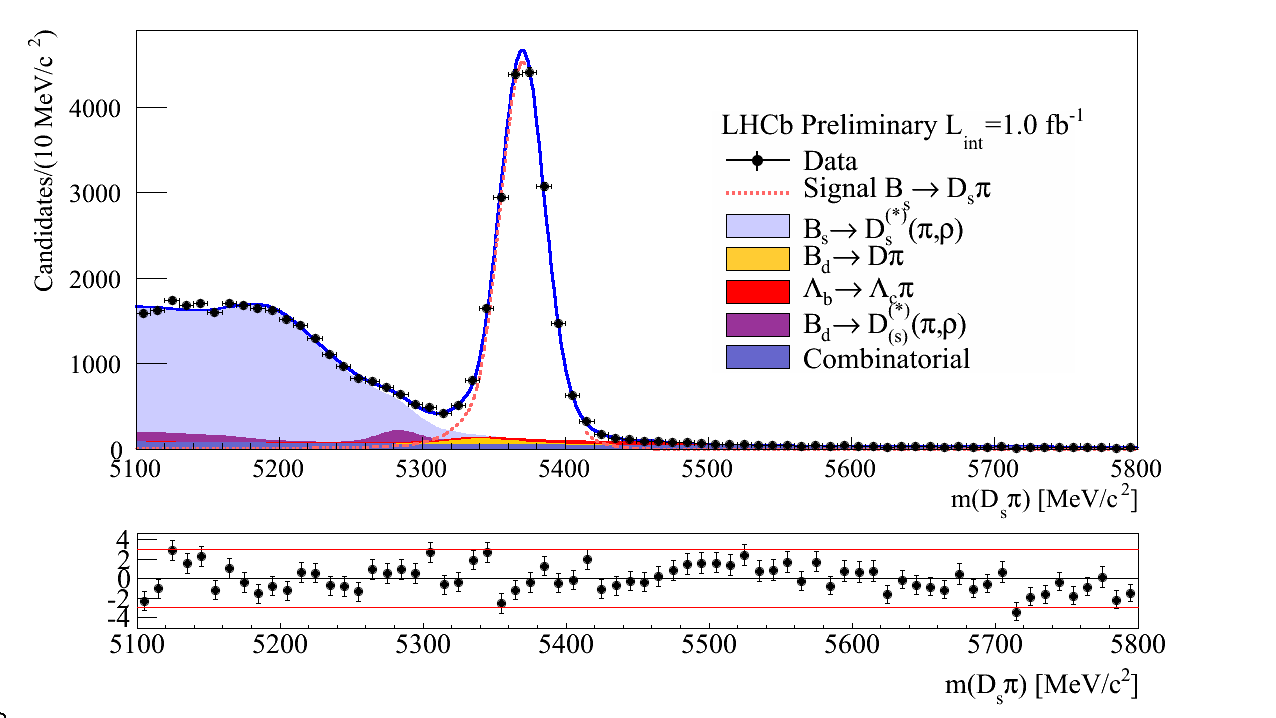 Candidates/(10 MeV/c²)
4000
3000
2000
1000
0
LHCb Preliminary L_int=1.0 fb⁻¹
Data
Signal B_s → D_sπ
B_s → D_s^(*)(π,ρ)
B_d → Dπ
Λ_b → Λ_cπ
B_d → D_(s)^(*)(π,ρ)
Combinatorial
5100 5200 5300 5400 5500 5600 5700 5800
m(D_sπ) [MeV/c²]
4
2
0
-2
-4
5100 5200 5300 5400 5500 5600 5700 5800
m(D_sπ) [MeV/c²]